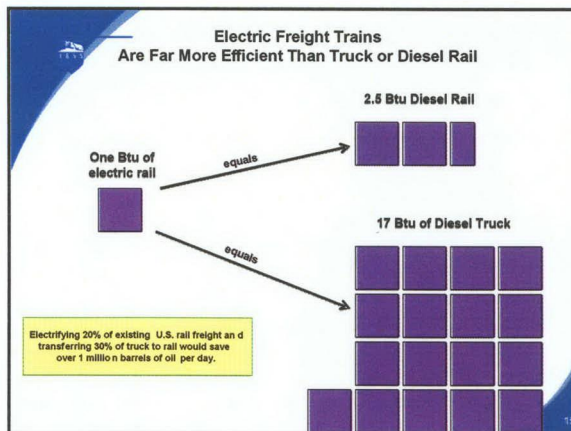 Electric Freight Trains
Are Far More Efficient Than Truck or Diesel Rail
2.5 Btu Diesel Rail
One Btu of
electric rail
equals
17 Btu of Diesel Truck
equals
Electrifying 20% of existing U.S. rail freight an d
transferring 30% of truck to rail would save
over 1 millio n barrels of oil per day.